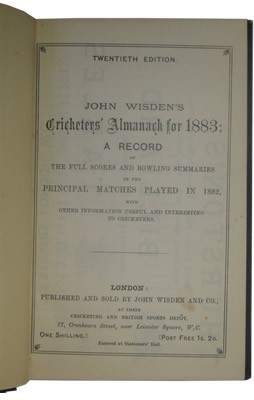 TWENTIETH EDITION.
JOHN WISDEN'S
Cricketers' Almanack for 1883:
A RECORD
OF
THE FULL SCORES AND BOWLING SUMMARIES
OF THE
PRINCIPAL MATCHES PLAYED IN 1882,
WITH
OTHER INFORMATION USEFUL AND INTERESTING
TO CRICKETERS.
LONDON:
PUBLISHED AND SOLD BY JOHN WISDEN AND CO.,
AT THEIR
CRICKETING AND BRITISH SPORTS DEPÔT,
21, Cranbourn Street, near Leicester Square, W.C.
ONE SHILLING.] [POST FREE 1s. 2D.
Entered at Stationers' Hall.